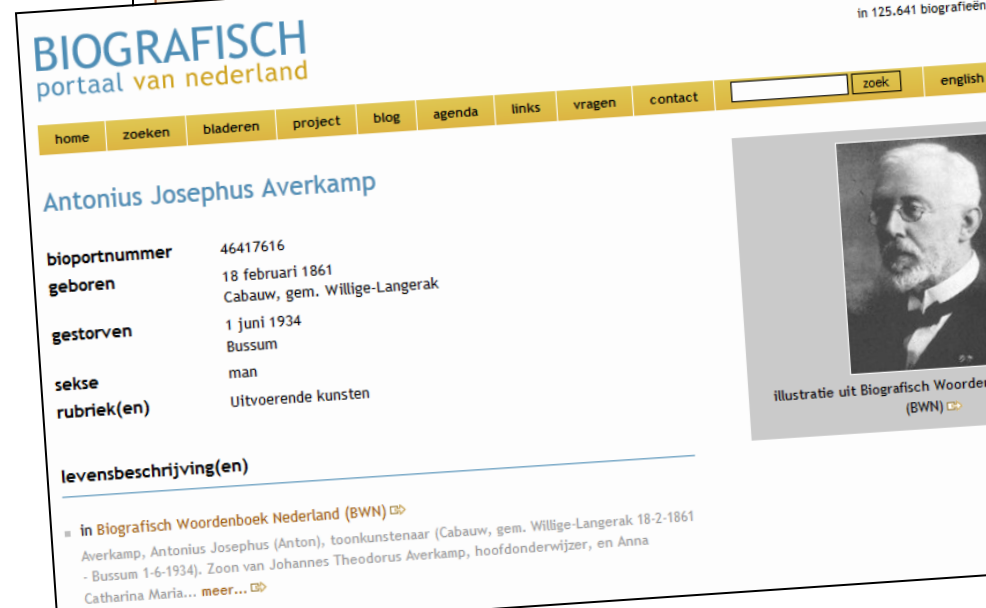 in 125.641 biografieën
BIOGRAFISCH
portaal van nederland
home zoeken bladeren project blog agenda links vragen contact zoek english
Antonius Josephus Averkamp
bioportnummer 46417616
geboren 18 februari 1861
Cabauw, gem. Willige-Langerak
gestorven 1 juni 1934
Bussum
sekse man
rubriek(en) Uitvoerende kunsten
illustratie uit Biografisch
(BWN)
levensbeschrijving(en)
in Biografisch Woordenboek Nederland (BWN)
Averkamp, Antonius Josephus (Anton), toonkunstenaar (Cabauw, gem. Willige-Langerak 18-2-1861
- Bussum 1-6-1934). Zoon van Johannes Theodorus Averkamp, hoofdonderwijzer, en Anna
Catharina Maria... meer...